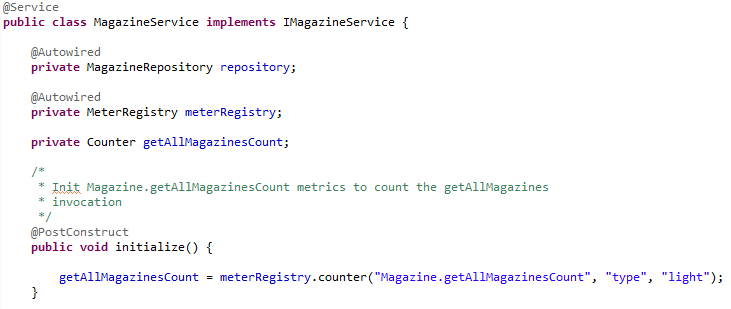 @Service
public class MagazineService implements IMagazineService {
@Autowired
private MagazineRepository repository;
@Autowired
private MeterRegistry meterRegistry;
private Counter getAllMagazinesCount;
/*
* Init Magazine.getAllMagazinesCount metrics to count the getAllMagazines
* invocation
*/
@PostConstruct
public void initialize() {
getAllMagazinesCount = meterRegistry.counter("Magazine.getAllMagazinesCount", "type", "light");
}